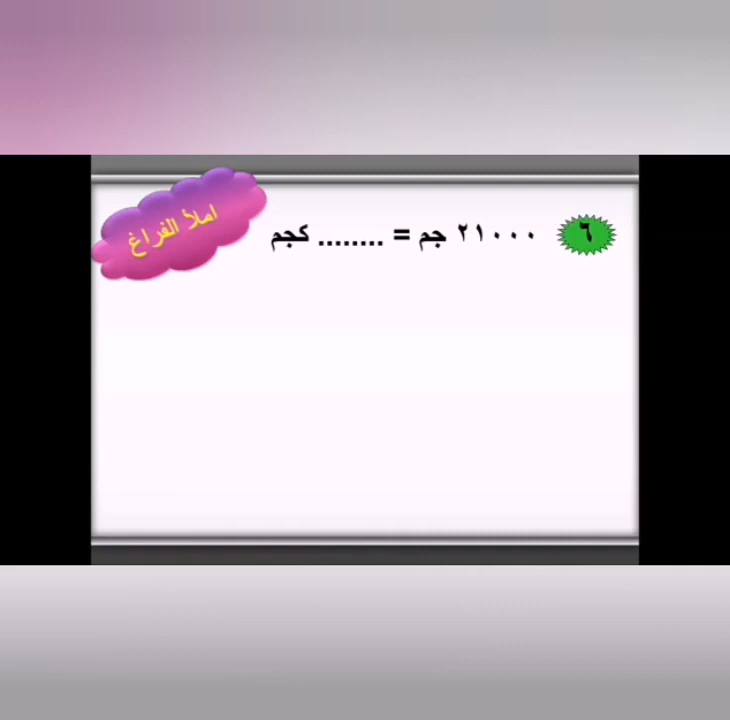 ٦ ٢١٠٠٠ جم = ........ كجم
املأ الفراغ